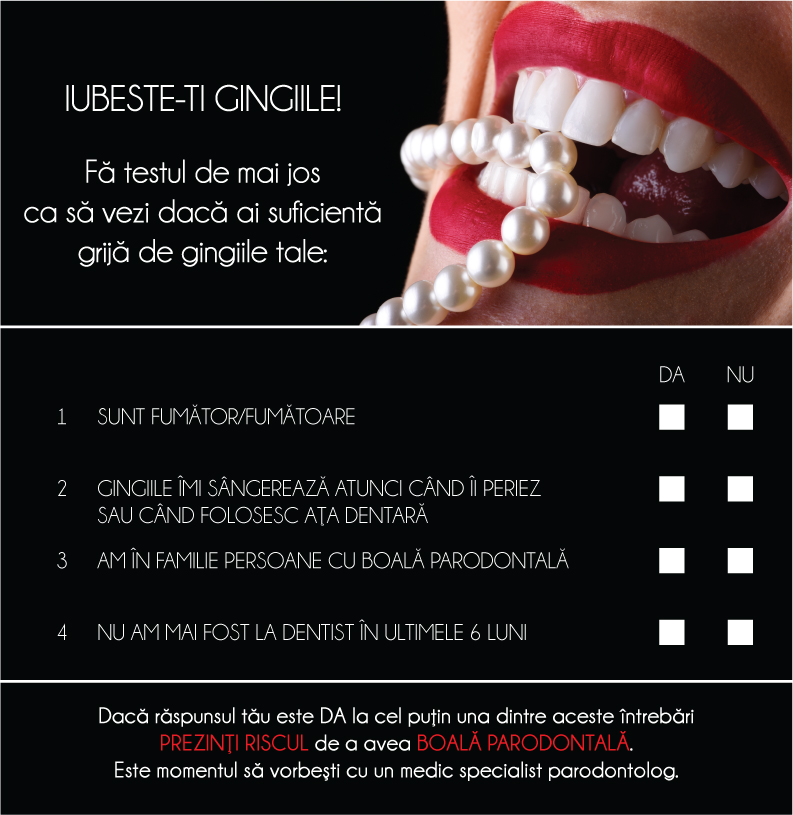 IUBESTE-TI GINGIILE!
Fă testul de mai jos
ca să vezi dacă ai suficientă
grijă de gingiile tale:
DA NU
1 SUNT FUMĂTOR/FUMĂTOARE
2 GINGIILE ÎMI SÂNGEREAZĂ ATUNCI CÂND ÎI PERIEZ
SAU CÂND FOLOSESC AŢA DENTARĂ
3 AM ÎN FAMILIE PERSOANE CU BOALĂ PARODONTALĂ
4 NU AM MAI FOST LA DENTIST ÎN ULTIMELE 6 LUNI
Dacă răspunsul tău este DA la cel puţin una dintre aceste întrebări
PREZINŢI RISCUL de a avea BOALĂ PARODONTALĂ.
Este momentul să vorbeşti cu un medic specialist parodontolog.